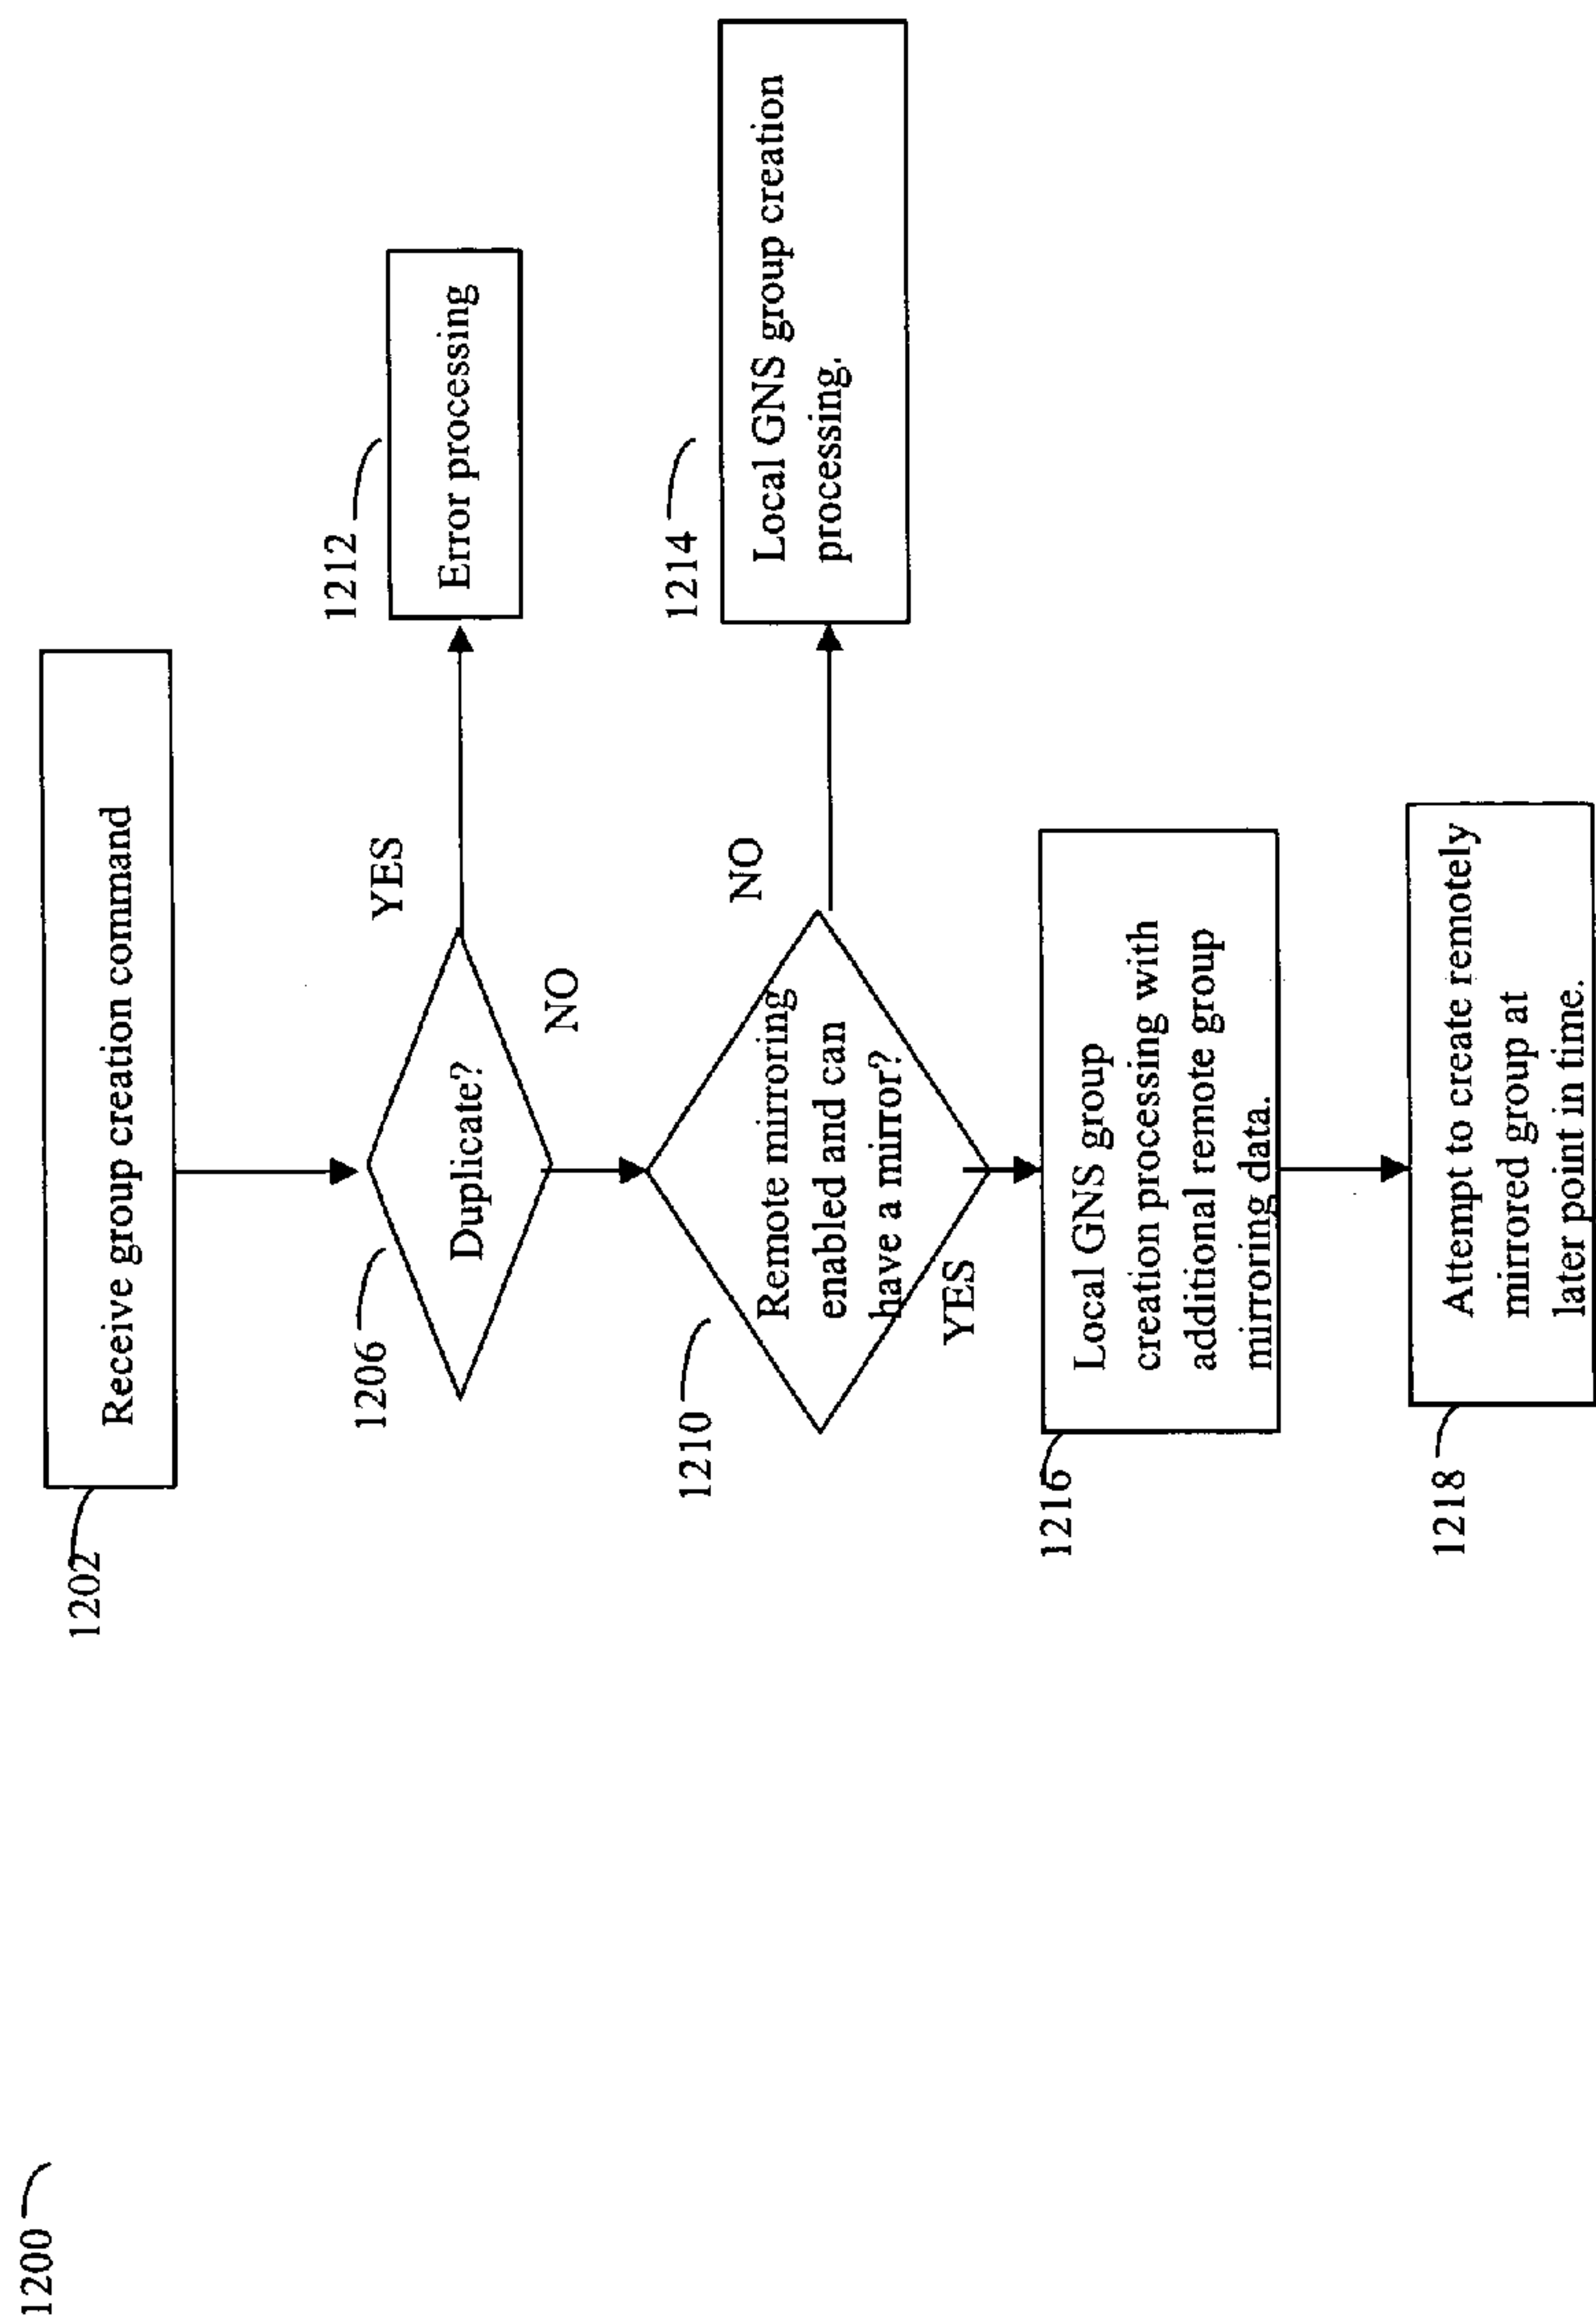 1200
1202
Receive group creation command
1206
Duplicate?
YES
1212
Error processing
NO
1210
Remote mirroring
enabled and can
have a mirror?
NO
1214
Local GNS group creation
processing.
YES
1216
Local GNS group
creation processing with
additional remote group
mirroring data.
1218
Attempt to create remotely
mirrored group at
later point in time.